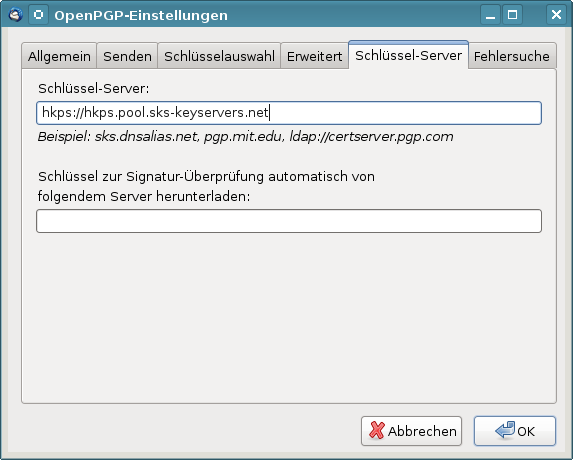 OpenPGP-Einstellungen
Allgemein Senden Schlüsselauswahl Erweitert Schlüssel-Server Fehlersuche
Schlüssel-Server:
hkps://hkps.pool.sks-keyservers.net
Beispiel: sks.dnsalias.net, pgp.mit.edu, ldap://certserver.pgp.com
Schlüssel zur Signatur-Überprüfung automatisch von
folgendem Server herunterladen:
Abbrechen OK